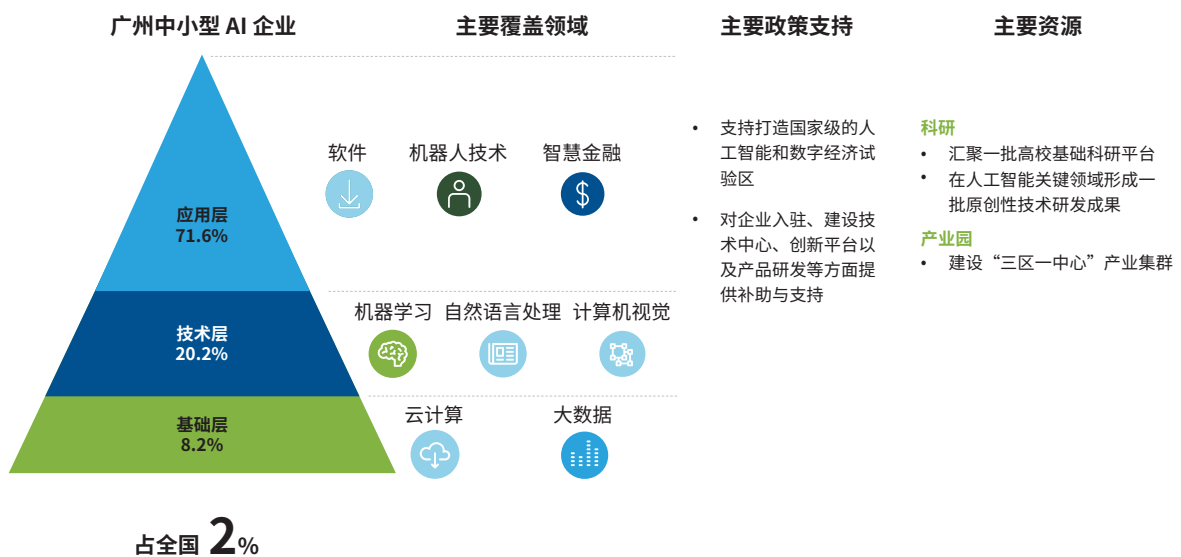 广州中小型 AI 企业
主要覆盖领域
主要政策支持
主要资源
应用层
71.6%
技术层
20.2%
基础层
8.2%
占全国 2%
软件
机器人技术
智慧金融
机器学习
自然语言处理
计算机视觉
云计算
大数据
• 支持打造国家级的人
工智能和数字经济试
验区
• 对企业入驻、建设技
术中心、创新平台以
及产品研发等方面提
供补助与支持
科研
• 汇聚一批高校基础科研平台
• 在人工智能关键领域形成一
批原创性技术研发成果
产业园
• 建设“三区一中心”产业集群